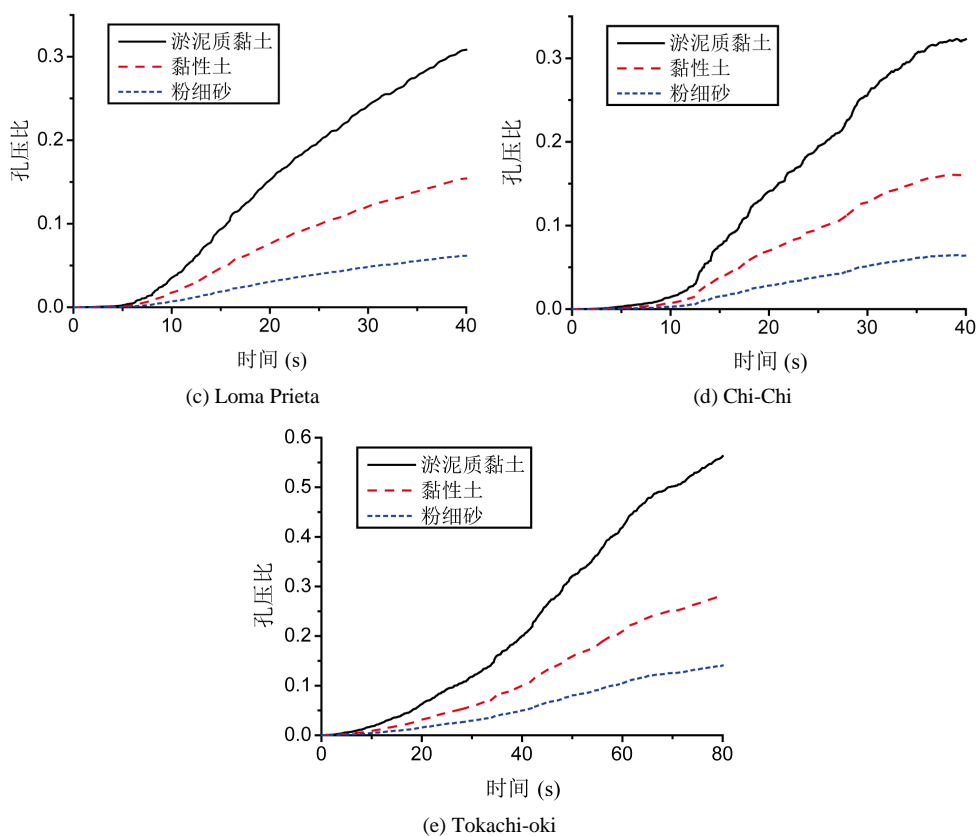 0.3
0.2
0.1
0.0
孔压比
淤泥质黏土
黏性土
粉细砂
0 10 20 30 40
时间 (s)
(c) Loma Prieta
0.3
0.2
0.1
0.0
孔压比
淤泥质黏土
黏性土
粉细砂
0 10 20 30 40
时间 (s)
(d) Chi-Chi
0.6
0.5
0.4
0.3
0.2
0.1
0.0
孔压比
淤泥质黏土
黏性土
粉细砂
0 20 40 60 80
时间 (s)
(e) Tokachi-oki